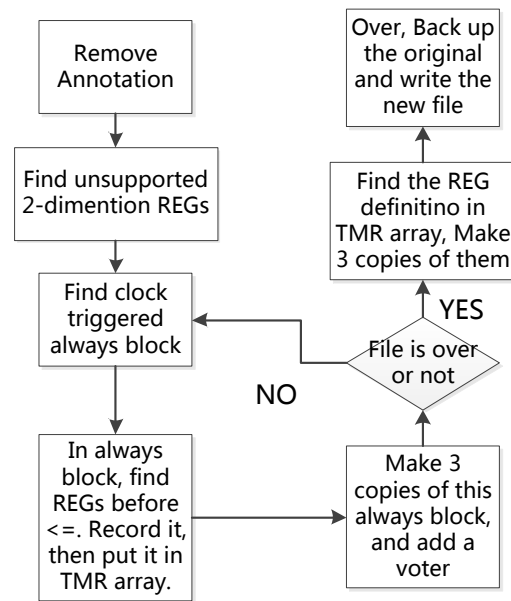 Remove
Annotation
Find unsupported
2-dimention REGs
Find clock
triggered
always block
In always
block, find
REGs before
<=. Record it,
then put it in
TMR array.
Make 3
copies of this
always block,
and add a
voter
File is over
or not
NO
YES
Find the REG
definitino in
TMR array, Make
3 copies of them
Over, Back up
the original
and write the
new file